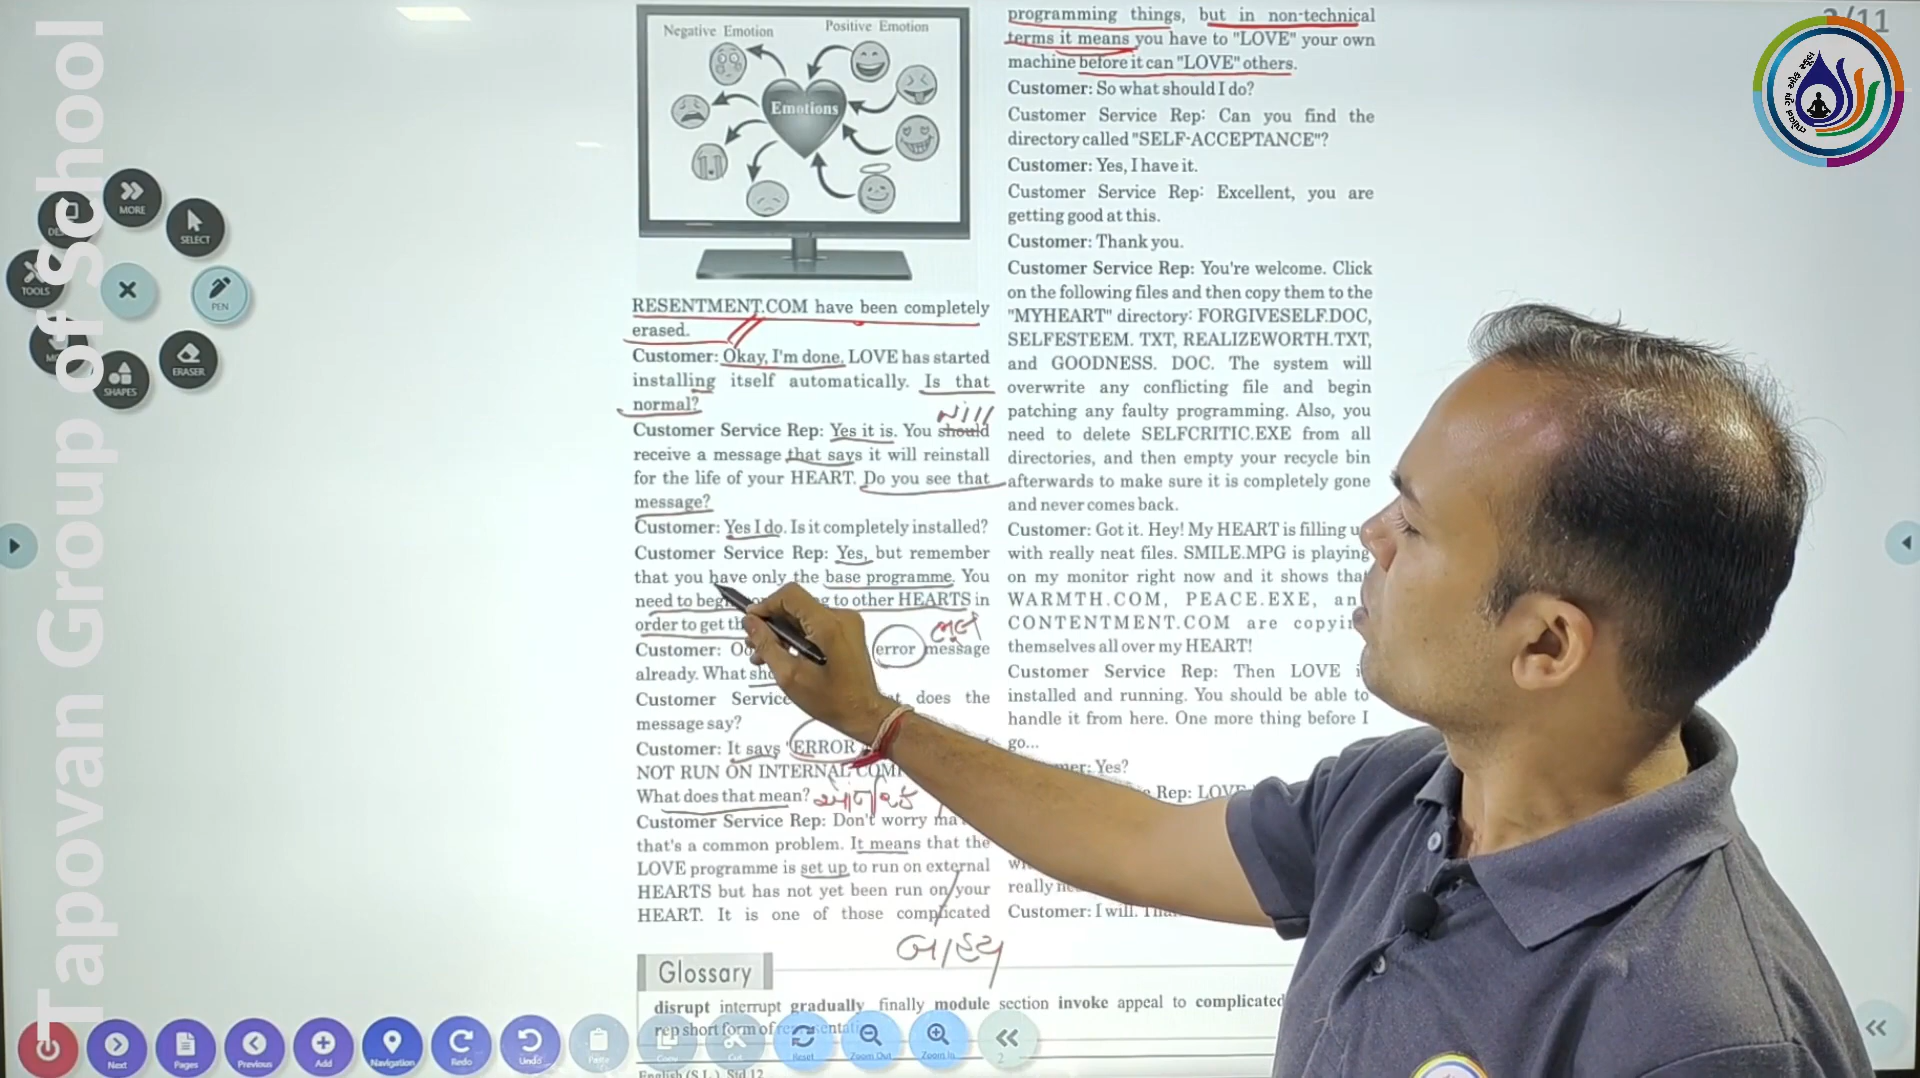 Negative Emotion
Positive Emotion
Emotions
RESENTMENT.COM have been completely
erased.
Customer: Okay, I'm done. LOVE has started
installing itself automatically. Is that
normal?
will
Customer Service Rep: Yes it is. You should
receive a message that says it will reinstall
for the life of your HEART. Do you see that
message?
Customer: Yes I do. Is it completely installed?
Customer Service Rep: Yes, but remember
that you have only the base programme. You
need to to other HEARTS in
order to get
ભૂલ
Customer: error message
already. What
Customer Service does the
message say?
Customer: It says "ERROR
NOT RUN ON INTERNAL
What does that mean? આંતરિક
Customer Service Rep: Don't worry
that's a common problem. It means that the
LOVE programme is set up to run on external
HEARTS but has not yet been run on your
HEART. It is one of those complicated
બાહ્ય
programming things, but in non-technical
terms it means you have to "LOVE" your own
machine before it can "LOVE" others.
Customer: So what should I do?
Customer Service Rep: Can you find the
directory called "SELF-ACCEPTANCE"?
Customer: Yes, I have it.
Customer Service Rep: Excellent, you are
getting good at this.
Customer: Thank you.
Customer Service Rep: You're welcome. Click
on the following files and then copy them to the
"MYHEART" directory: FORGIVESELF.DOC,
SELFESTEEM. TXT, REALIZEWORTH.TXT,
and GOODNESS. DOC. The system will
overwrite any conflicting file and begin
patching any faulty programming. Also, you
need to delete SELFCRITIC.EXE from all
directories, and then empty your recycle bin
afterwards to make sure it is completely gone
and never comes back.
Customer: Got it. Hey! My HEART is filling
with really neat files. SMILE.MPG is playing
on my monitor right now and it shows
WARMTH.COM, PEACE.EXE,
CONTENTMENT.COM are
themselves all over my HEART!
Customer Service Rep: Then LOVE
installed and running. You should be able to
handle it from here. One more thing before I
go...
Yes?
Rep:
really
Customer: I will.
Glossary
disrupt interrupt gradually finally module section invoke appeal to complicated
rep short form of
English (S.L.) Std.12
Tapovan Group of School
MORE
SELECT
TOOLS
PEN
ERASER
SHAPES
Next
Pages
Previous
Add
Navigation
Redo
Undo
Paste
Copy
Cut
Reset
Zoom Out
Zoom In
2